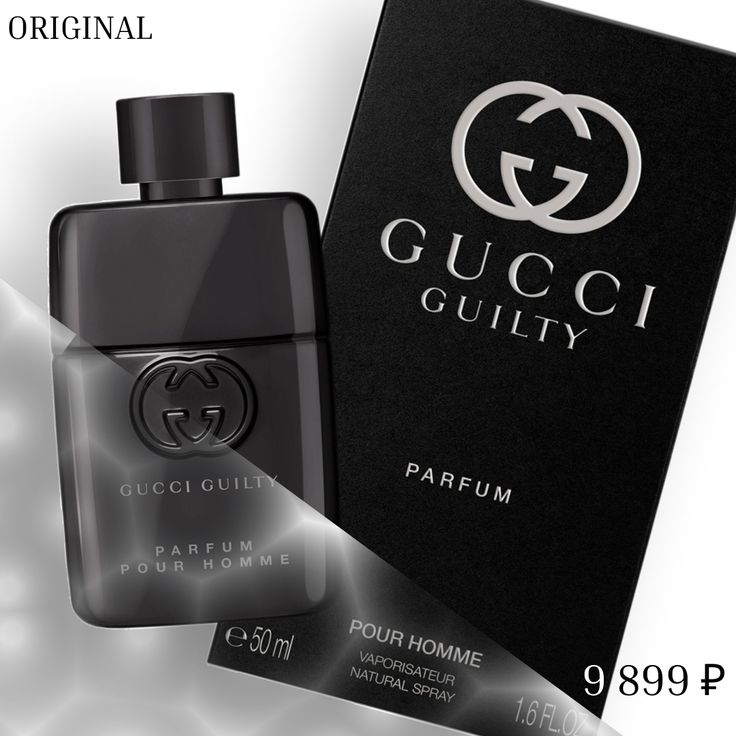 ORIGINAL
GUCCI
GUILTY
PARFUM
GUCCI GUILTY
PARFUM
POUR HOMME
e 50 ml
POUR HOMME
VAPORISATEUR
NATURAL SPRAY
1.6 FL.OZ
9 899 ₽